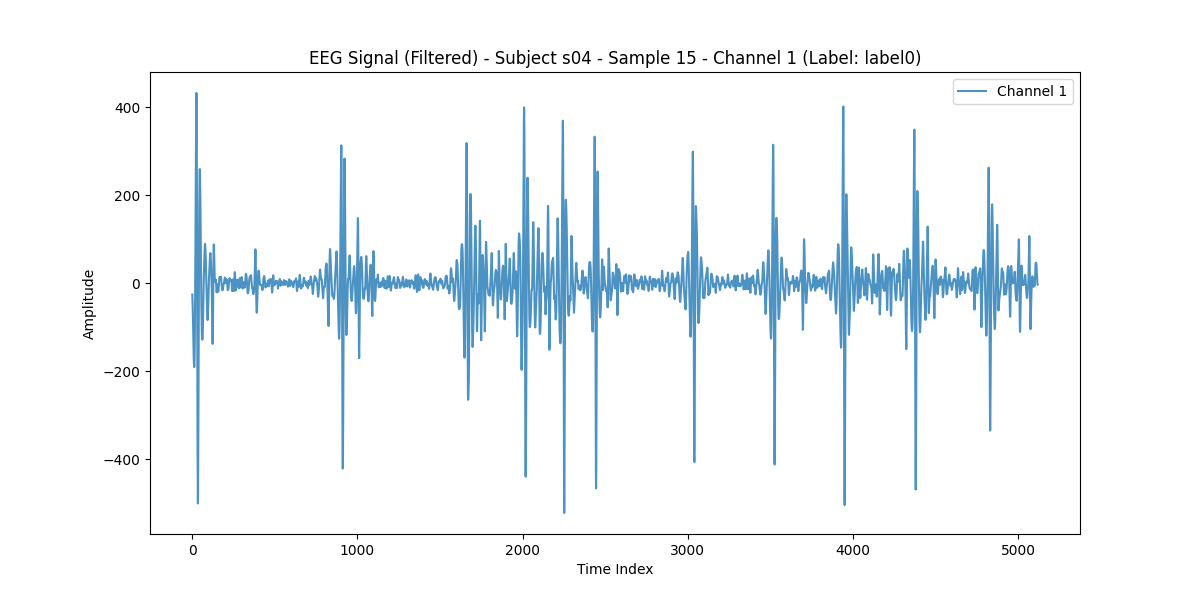 EEG Signal (Filtered) - Subject s04 - Sample 15 - Channel 1 (Label: label0)
Channel 1
400
200
0
−200
−400
Amplitude
0 1000 2000 3000 4000 5000
Time Index